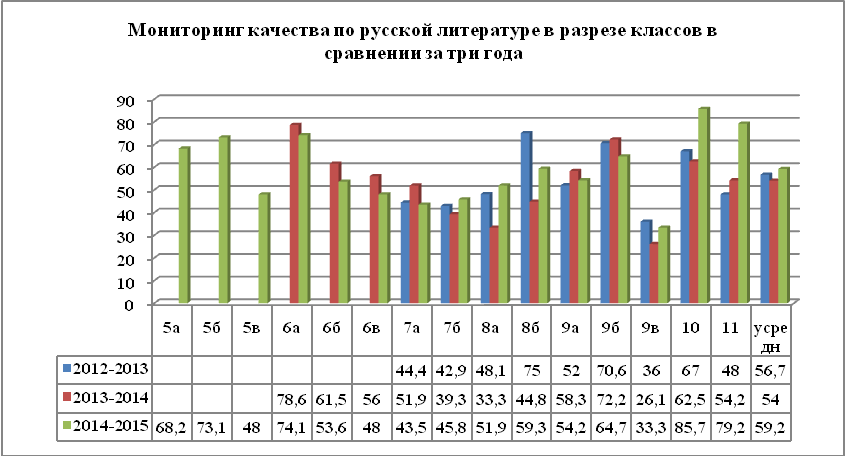 Мониторинг качества по русской литературе в разрезе классов в
сравнении за три года
90
80
70
60
50
40
30
20
10
0
5а 5б 5в 6а 6б 6в 7а 7б 8а 8б 9а 9б 9в 10 11 усре
дн
2012-2013 44,4 42,9 48,1 75 52 70,6 36 67 48 56,7
2013-2014 78,6 61,5 56 51,9 39,3 33,3 44,8 58,3 72,2 26,1 62,5 54,2 54
2014-2015 68,2 73,1 48 74,1 53,6 48 43,5 45,8 51,9 59,3 54,2 64,7 33,3 85,7 79,2 59,2